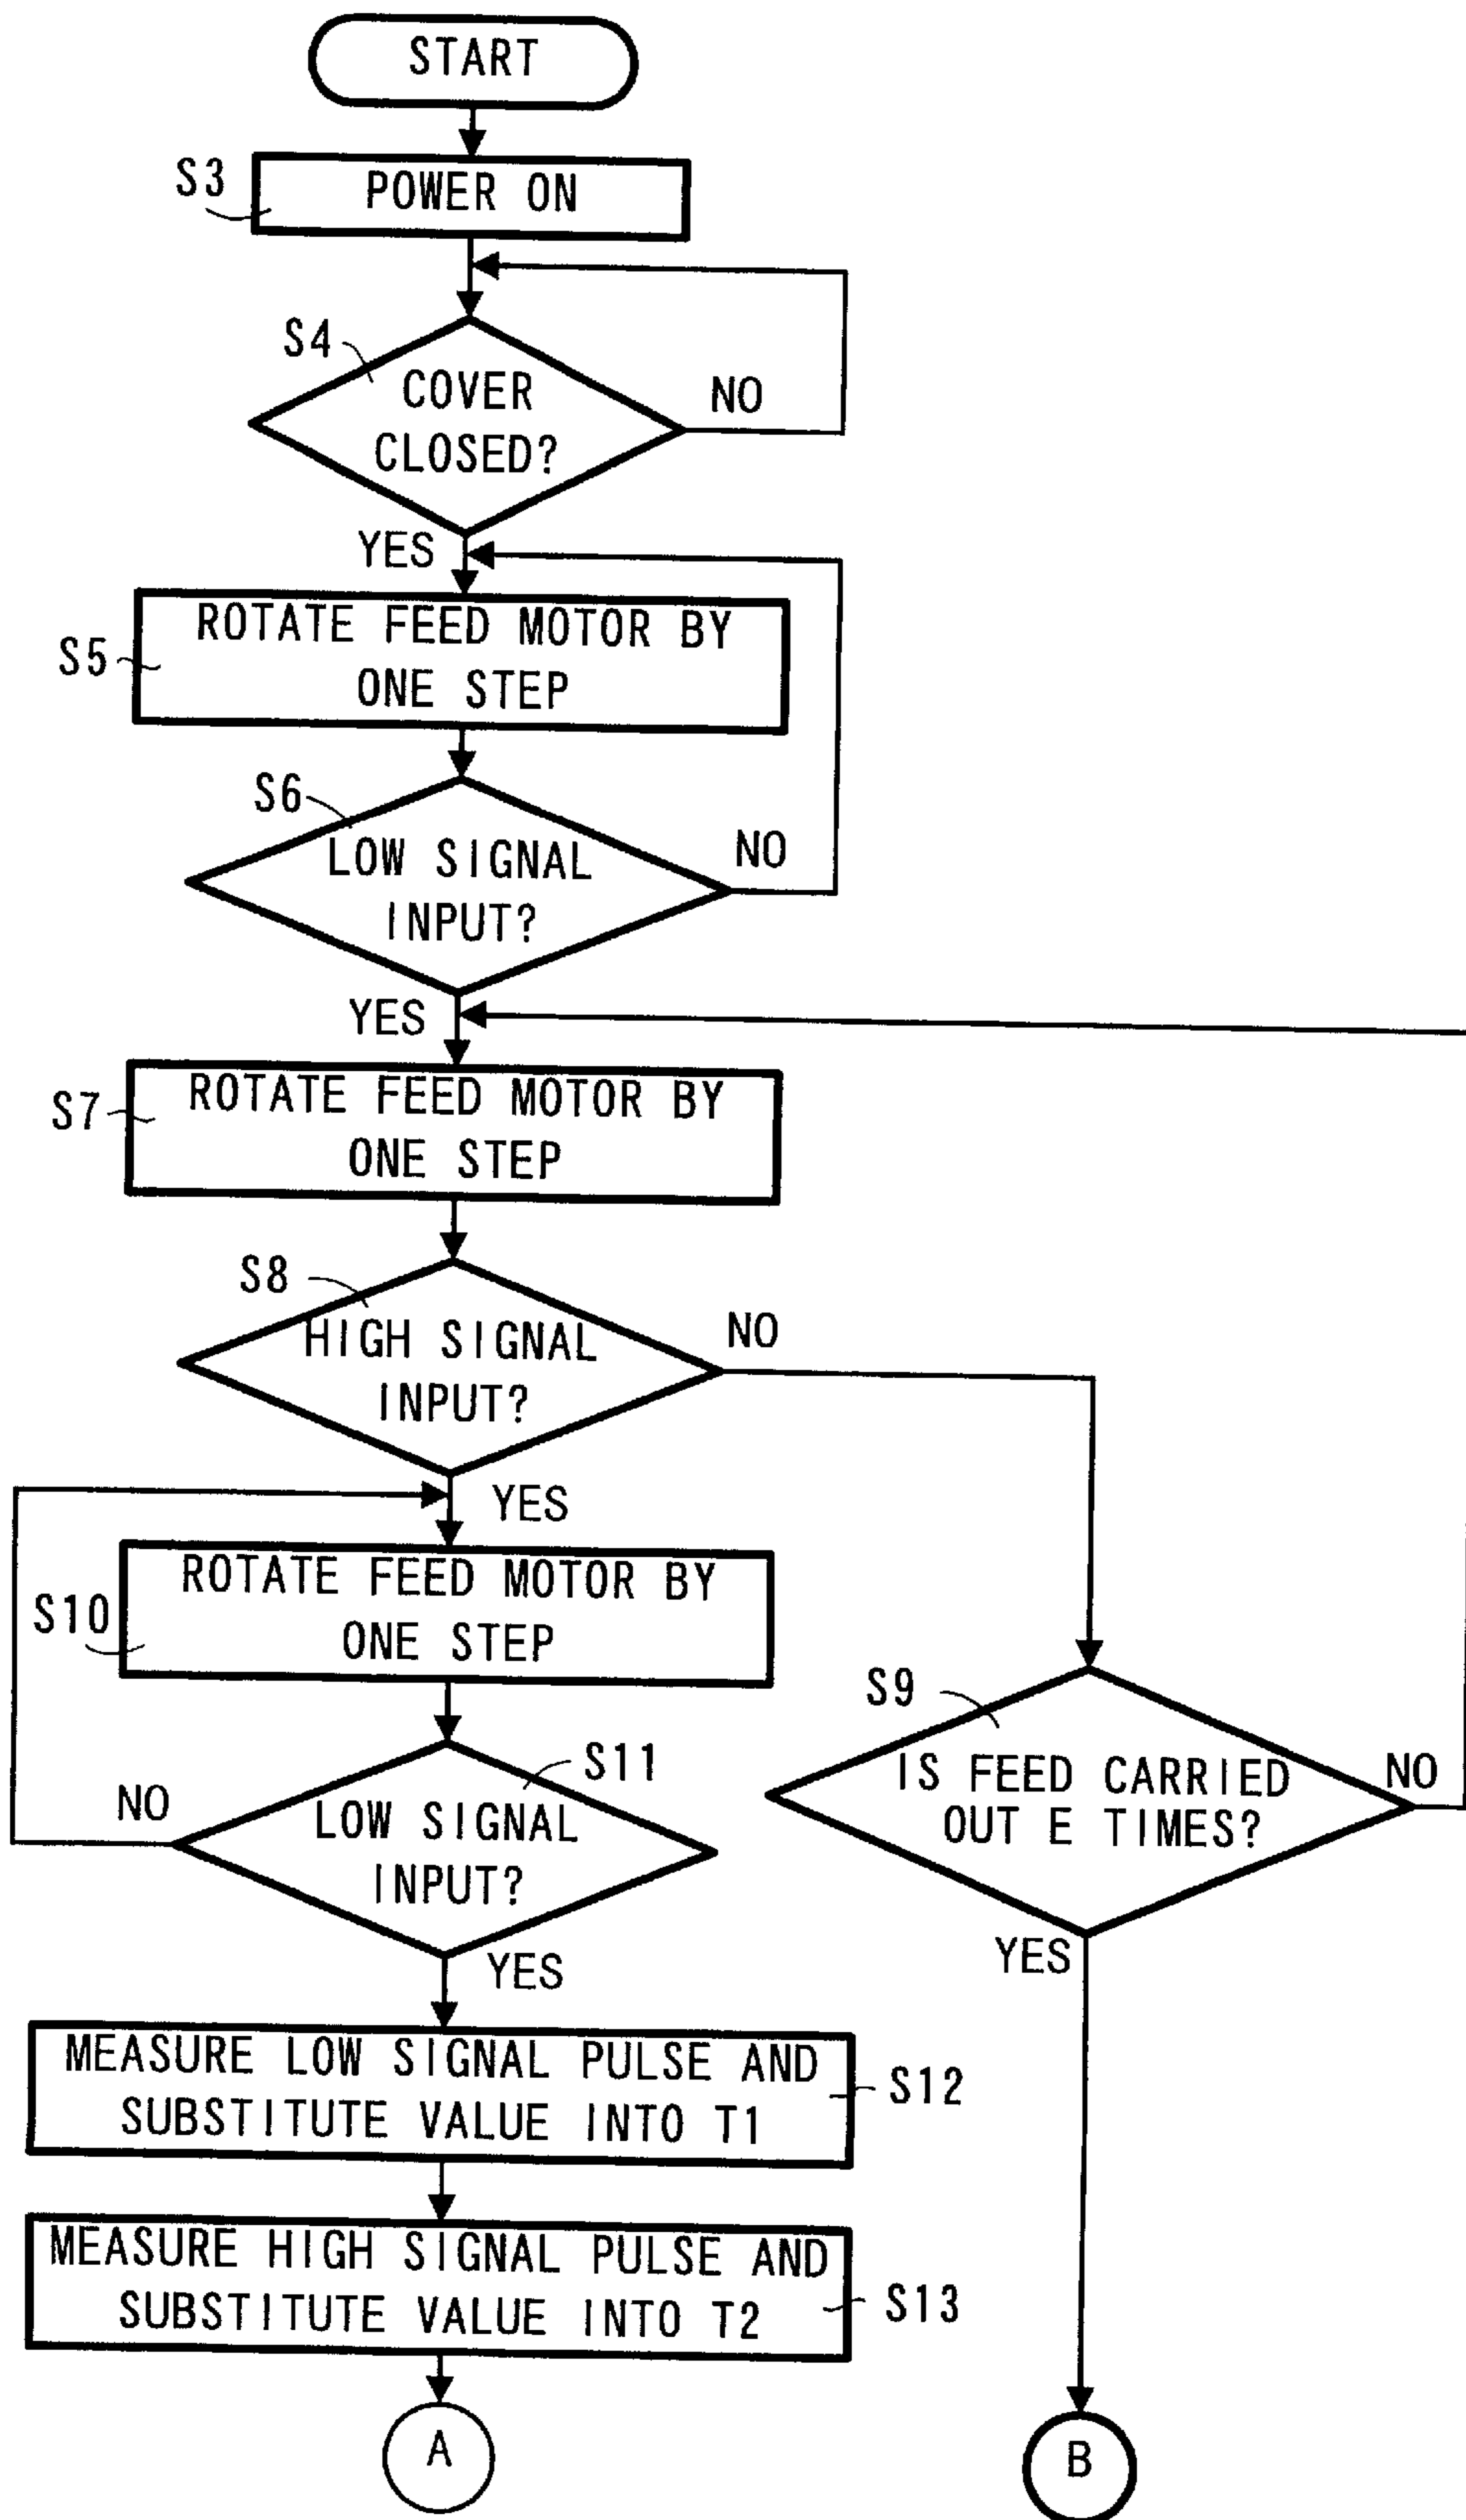 START
S3
POWER ON
S4
COVER
CLOSED?
NO
YES
S5
ROTATE FEED MOTOR BY
ONE STEP
S6
LOW SIGNAL
INPUT?
NO
YES
S7
ROTATE FEED MOTOR BY
ONE STEP
S8
HIGH SIGNAL
INPUT?
NO
YES
S10
ROTATE FEED MOTOR BY
ONE STEP
S9
IS FEED CARRIED
OUT E TIMES?
NO
YES
S11
LOW SIGNAL
INPUT?
NO
YES
MEASURE LOW SIGNAL PULSE AND
SUBSTITUTE VALUE INTO T1
S12
MEASURE HIGH SIGNAL PULSE AND
SUBSTITUTE VALUE INTO T2
S13
A
B